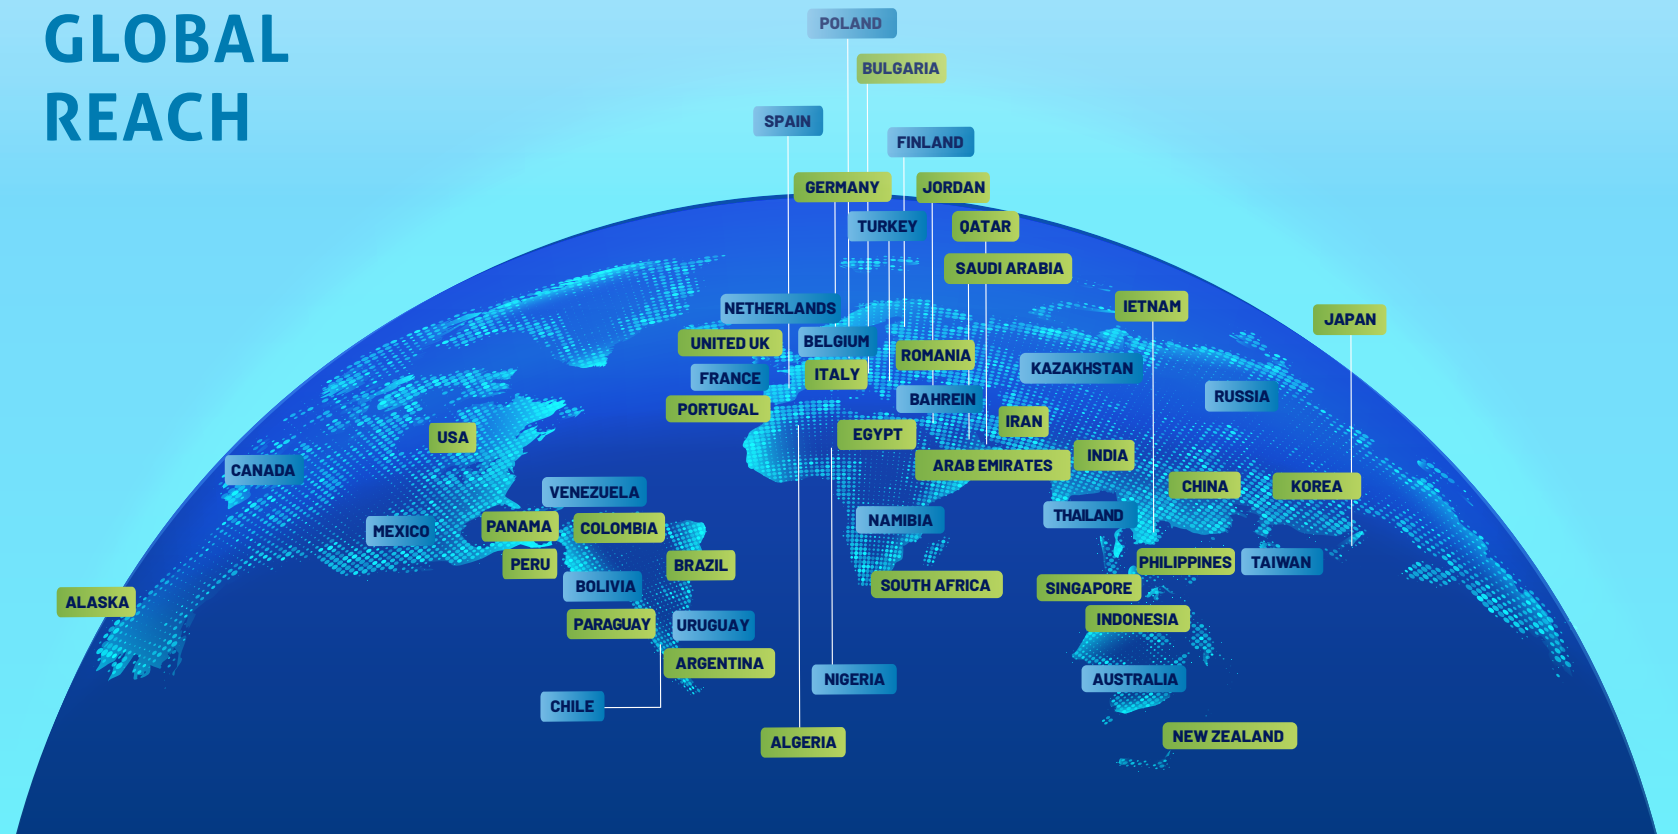 GLOBAL
REACH
POLAND
BULGARIA
SPAIN
FINLAND
GERMANY
JORDAN
TURKEY
QATAR
SAUDI ARABIA
NETHERLANDS
IETNAM
JAPAN
UNITED UK
BELGIUM
ROMANIA
KAZAKHSTAN
FRANCE
ITALY
RUSSIA
PORTUGAL
BAHREIN
IRAN
USA
EGYPT
CANADA
ARAB EMIRATES
INDIA
VENEZUELA
CHINA
KOREA
MEXICO
PANAMA
COLOMBIA
NAMIBIA
THAILAND
PERU
BRAZIL
PHILIPPINES
TAIWAN
BOLIVIA
SOUTH AFRICA
SINGAPORE
ALASKA
PARAGUAY
URUGUAY
INDONESIA
ARGENTINA
NIGERIA
AUSTRALIA
CHILE
ALGERIA
NEW ZEALAND